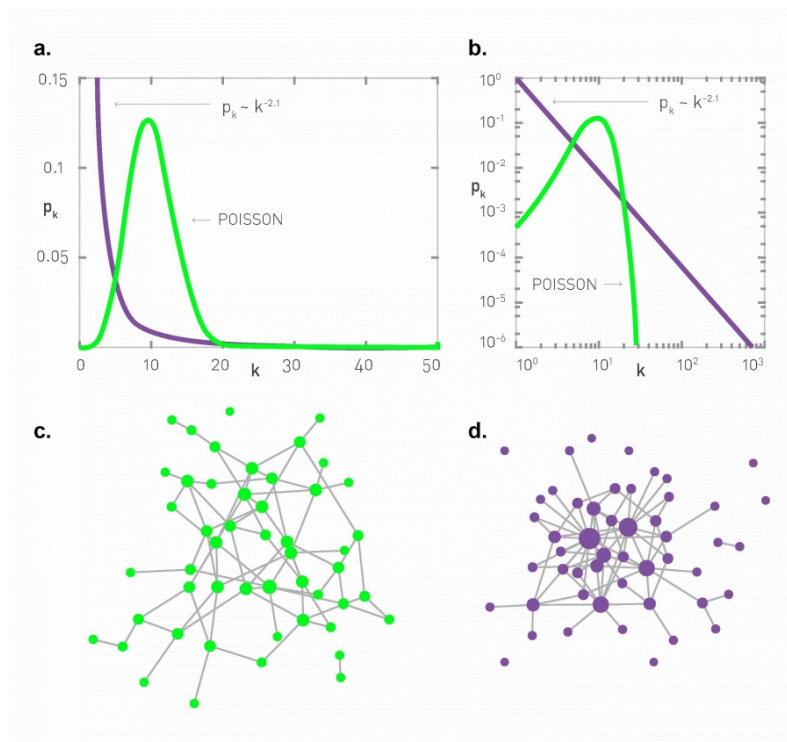 a.
0.15
0.1
p_k
0.05
0
0 10 20 30 40 50
k
p_k ~ k^-2.1
POISSON
b.
10^0
10^-1
10^-2
p_k
10^-3
10^-4
10^-5
10^-6
10^0 10^1 10^2 10^3
k
p_k ~ k^-2.1
POISSON
c.
d.